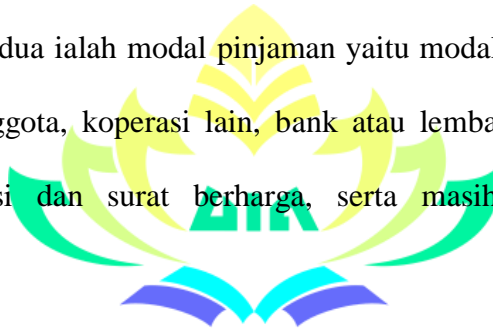 dua ialah modal pinjaman yaitu modal
ggota, koperasi lain, bank atau lemba
si dan surat berharga, serta masih